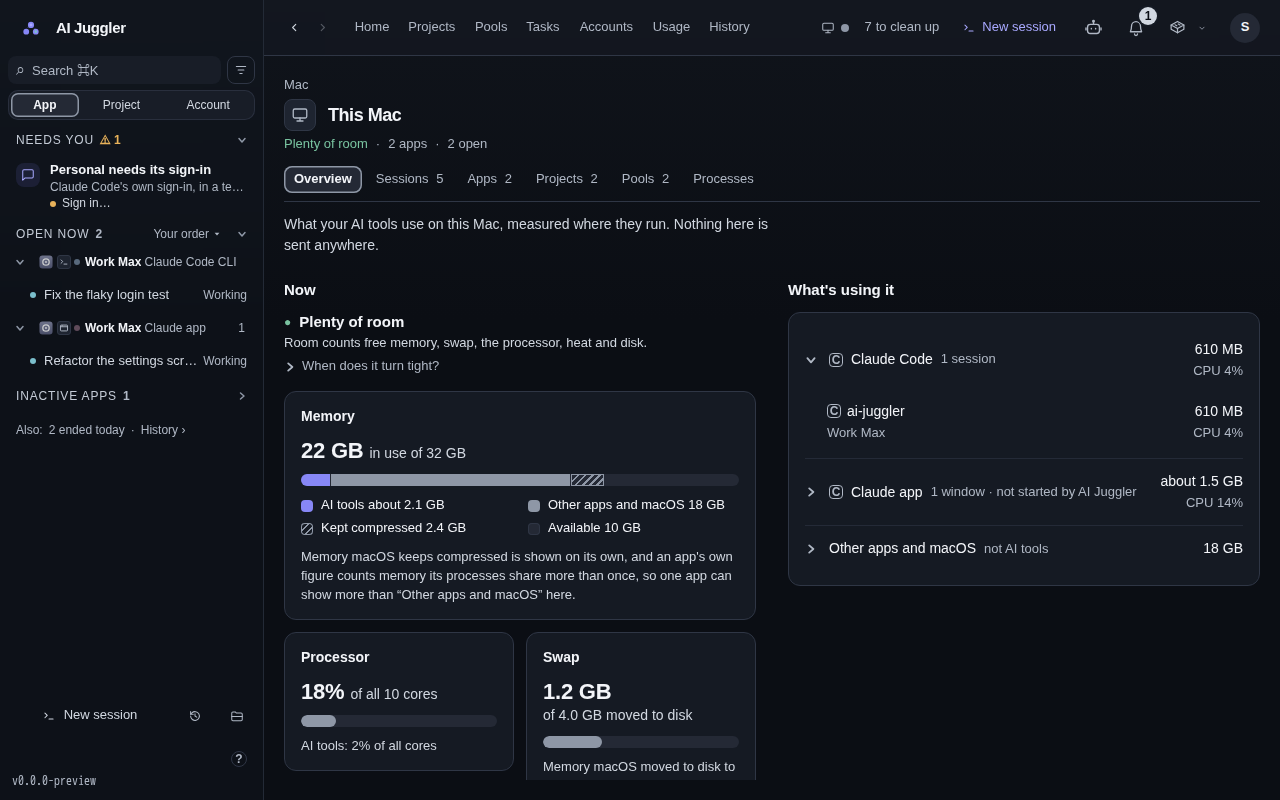 AI Juggler
Search ⌘K
App Project Account
NEEDS YOU 1
Personal needs its sign-in
Claude Code's own sign-in, in a te…
Sign in…
OPEN NOW 2 Your order
Work Max Claude Code CLI
Fix the flaky login test Working
Work Max Claude app 1
Refactor the settings scr… Working
INACTIVE APPS 1
Also: 2 ended today · History ›
New session
?
v0.0.0-preview
Home Projects Pools Tasks Accounts Usage History 7 to clean up New session 1 S
Mac
This Mac
Plenty of room · 2 apps · 2 open
Overview Sessions 5 Apps 2 Projects 2 Pools 2 Processes
What your AI tools use on this Mac, measured where they run. Nothing here is
sent anywhere.
Now
Plenty of room
Room counts free memory, swap, the processor, heat and disk.
When does it turn tight?
Memory
22 GB in use of 32 GB
AI tools about 2.1 GB Other apps and macOS 18 GB
Kept compressed 2.4 GB Available 10 GB
Memory macOS keeps compressed is shown on its own, and an app's own
figure counts memory its processes share more than once, so one app can
show more than “Other apps and macOS” here.
Processor
18% of all 10 cores
AI tools: 2% of all cores
Swap
1.2 GB
of 4.0 GB moved to disk
Memory macOS moved to disk to
What's using it
C Claude Code 1 session 610 MB
CPU 4%
C ai-juggler 610 MB
Work Max CPU 4%
C Claude app 1 window · not started by AI Juggler about 1.5 GB
CPU 14%
Other apps and macOS not AI tools 18 GB